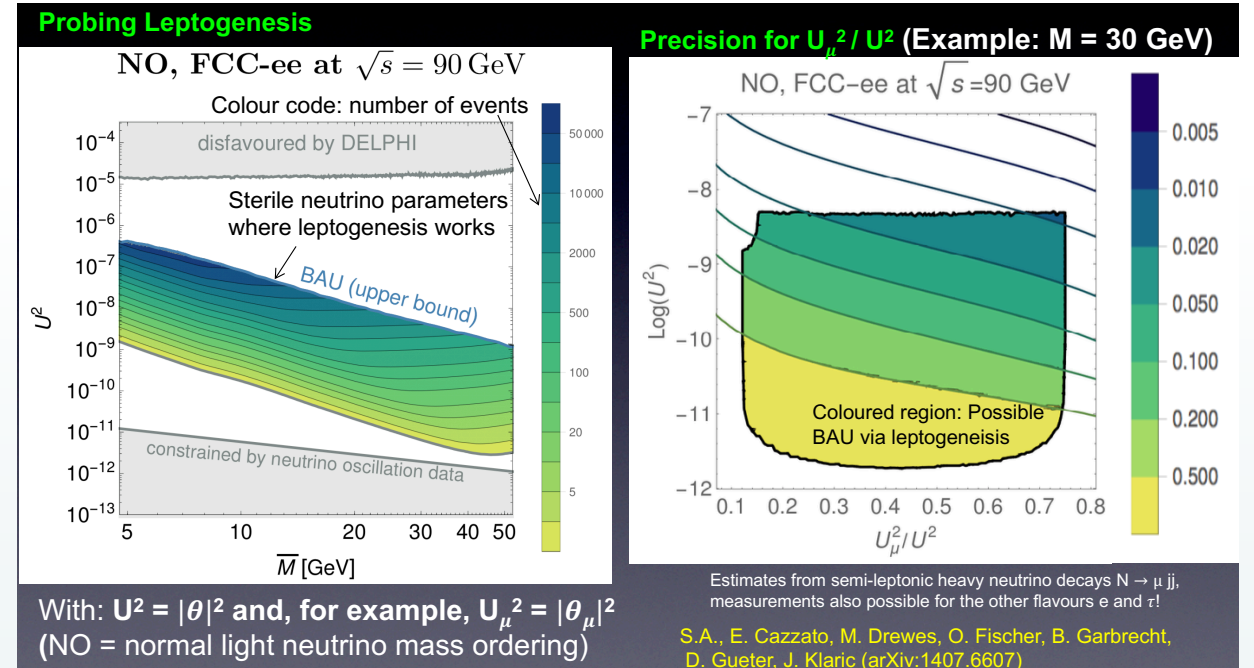 Probing Leptogenesis
NO, FCC-ee at √s = 90 GeV
Colour code: number of events
10⁻⁴
10⁻⁵
10⁻⁶
10⁻⁷
10⁻⁸
10⁻⁹
10⁻¹⁰
10⁻¹¹
10⁻¹²
10⁻¹³
U²
disfavoured by DELPHI
Sterile neutrino parameters
where leptogenesis works
BAU (upper bound)
constrained by neutrino oscillation data
5 10 20 30 40 50
M̅ [GeV]
50 000
10 000
2000
500
100
20
5
With: U² = |θ|² and, for example, U_μ² = |θ_μ|²
(NO = normal light neutrino mass ordering)
Precision for U_μ² / U² (Example: M = 30 GeV)
NO, FCC–ee at √s =90 GeV
−7
−8
−9
−10
−11
−12
Log(U²)
Coloured region: Possible
BAU via leptogeneisis
0.1 0.2 0.3 0.4 0.5 0.6 0.7 0.8
U_μ²/U²
0.005
0.010
0.020
0.050
0.100
0.200
0.500
Estimates from semi-leptonic heavy neutrino decays N → μ jj,
measurements also possible for the other flavours e and τ!
S.A., E. Cazzato, M. Drewes, O. Fischer, B. Garbrecht,
D. Gueter, J. Klaric (arXiv:1407.6607)